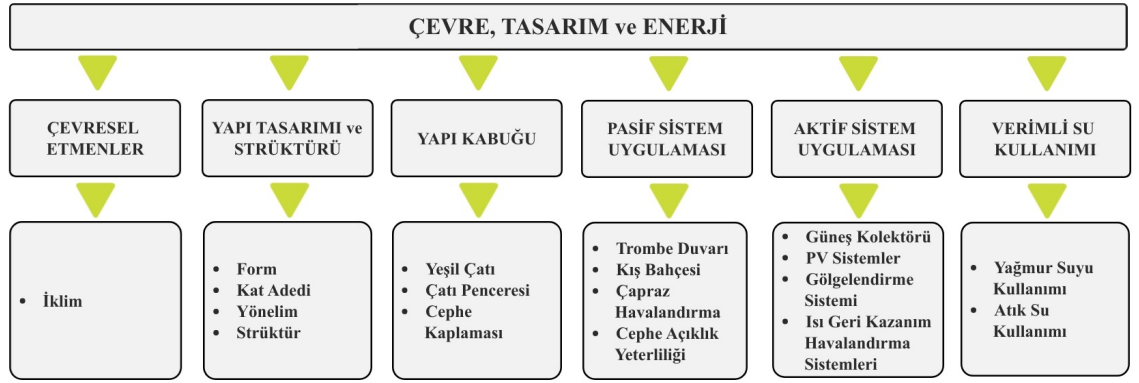 ÇEVRE, TASARIM ve ENERJİ
ÇEVRESEL
ETMENLER
YAPI TASARIMI ve
STRÜKTÜRÜ
YAPI KABUĞU
PASİF SİSTEM
UYGULAMASI
AKTİF SİSTEM
UYGULAMASI
VERİMLİ SU
KULLANIMI
• İklim
• Form
• Kat Adedi
• Yönelim
• Strüktür
• Yeşil Çatı
• Çatı Penceresi
• Cephe
Kaplaması
• Trombe Duvarı
• Kış Bahçesi
• Çapraz
Havalandırma
• Cephe Açıklık
Yeterliliği
• Güneş Kolektörü
• PV Sistemler
• Gölgelendirme
Sistemi
• Isı Geri Kazanım
Havalandırma
Sistemleri
• Yağmur Suyu
Kullanımı
• Atık Su
Kullanımı